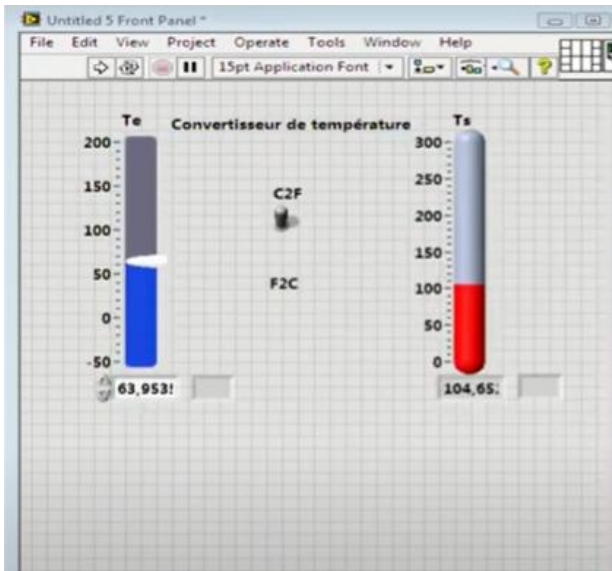 Untitled 5 Front Panel *
File Edit View Project Operate Tools Window Help
15pt Application Font
Te
Convertisseur de température
Ts
200
150
100
50
0
-50
C2F
F2C
300
250
200
150
100
50
0
63,953
104,65